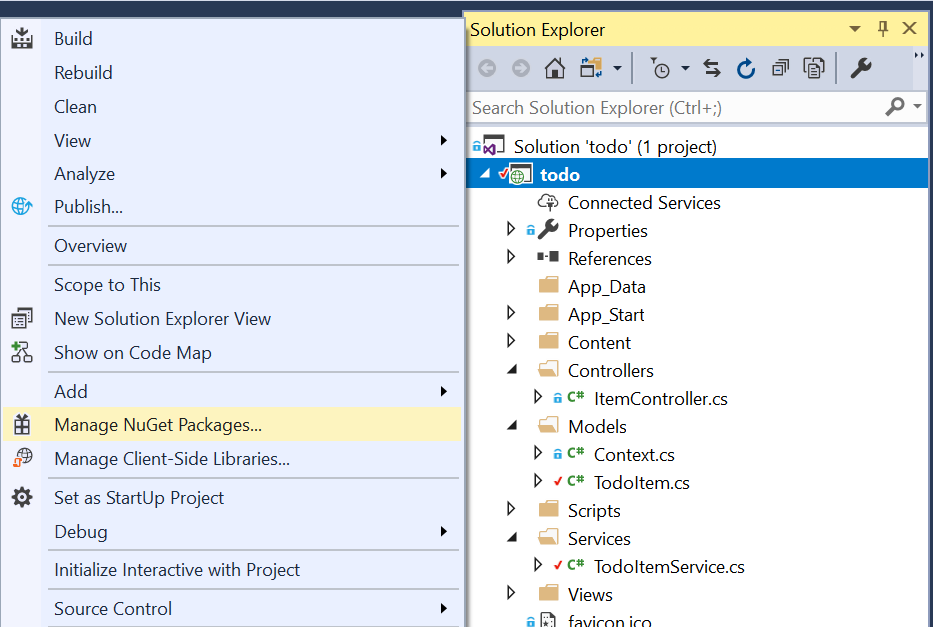 Build
Rebuild
Clean
View
Analyze
Publish...
Overview
Scope to This
New Solution Explorer View
Show on Code Map
Add
Manage NuGet Packages...
Manage Client-Side Libraries...
Set as StartUp Project
Debug
Initialize Interactive with Project
Source Control
Solution Explorer
Search Solution Explorer (Ctrl+;)
Solution 'todo' (1 project)
todo
Connected Services
Properties
References
App_Data
App_Start
Content
Controllers
C# ItemController.cs
Models
C# Context.cs
C# TodoItem.cs
Scripts
Services
C# TodoItemService.cs
Views
favicon.ico